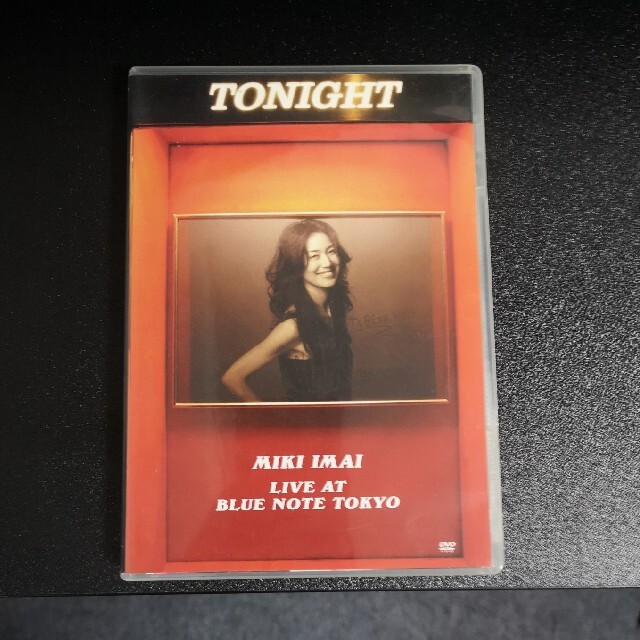 TONIGHT
MIKI IMAI
LIVE AT
BLUE NOTE TOKYO
DVD